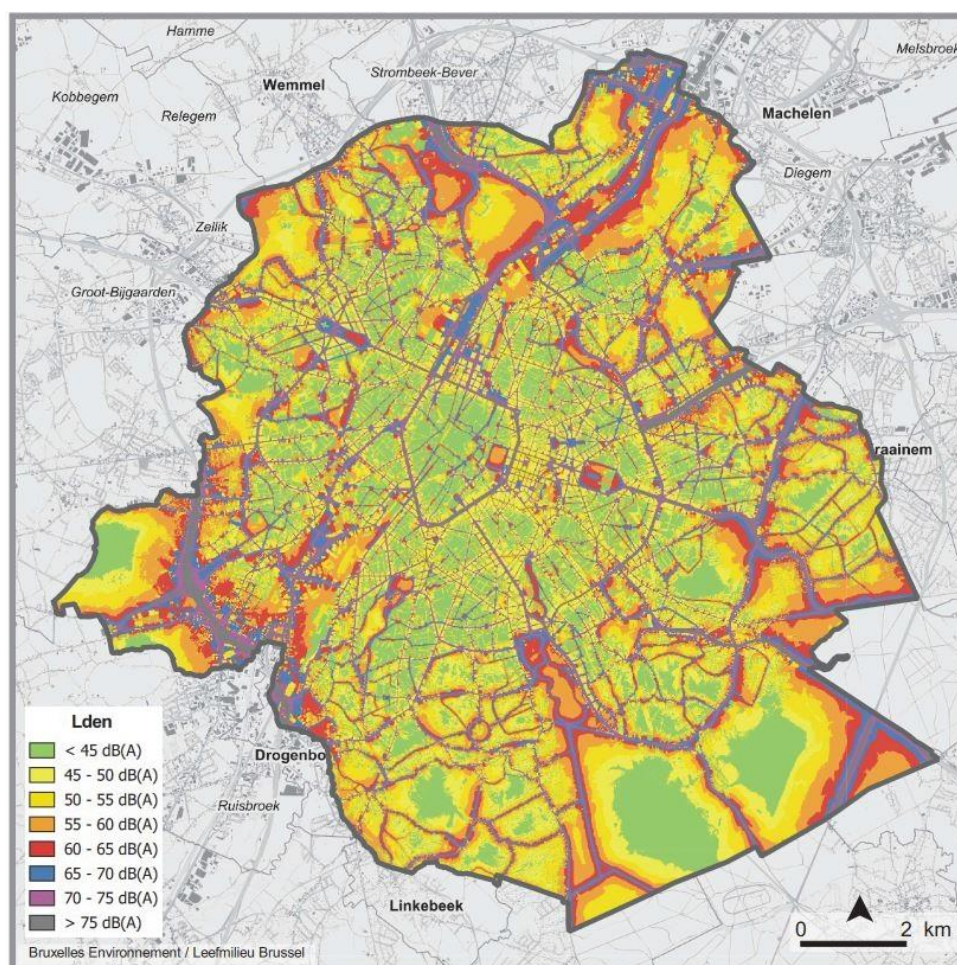 Hamme
Melsbroek
Strombeek-Bever
Wemmel
Kobbegem
Relegem
Machelen
Diegem
Zellik
Groot-Bijgaarden
raainem
Drogenbo
Ruisbroek
Linkebeek
Lden
< 45 dB(A)
45 - 50 dB(A)
50 - 55 dB(A)
55 - 60 dB(A)
60 - 65 dB(A)
65 - 70 dB(A)
70 - 75 dB(A)
> 75 dB(A)
0 2 km
Bruxelles Environnement / Leefmilieu Brussel